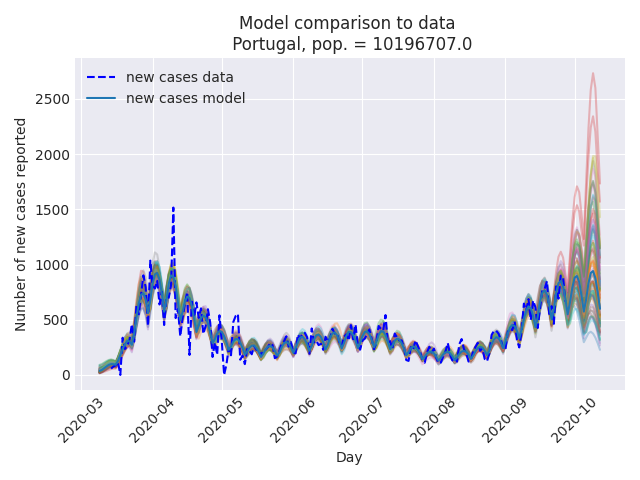 Model comparison to data
Portugal, pop. = 10196707.0
new cases data
new cases model
Number of new cases reported
2500
2000
1500
1000
500
0
2020-03
2020-04
2020-05
2020-06
2020-07
2020-08
2020-09
2020-10
Day